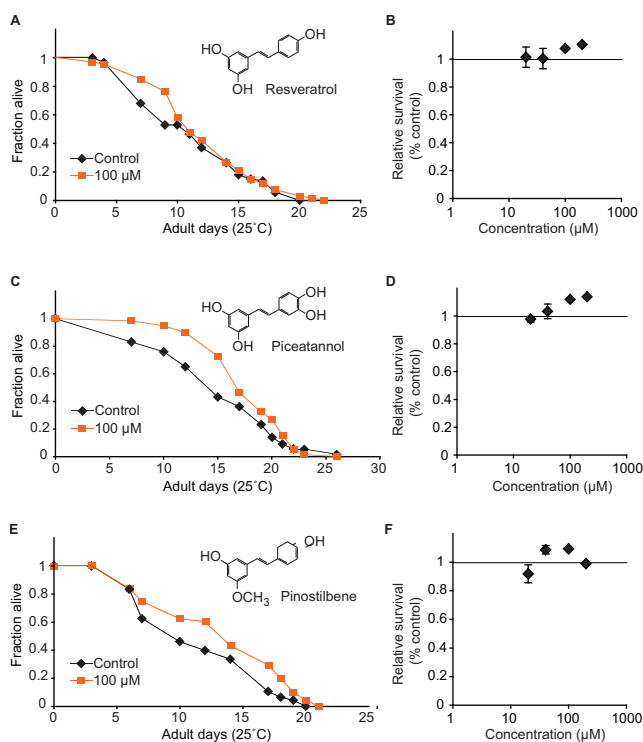 A
Fraction alive
1
0.8
0.6
0.4
0.2
0
0 5 10 15 20 25
Adult days (25˚C)
Control
100 µM
HO
OH
OH
Resveratrol
B
Relative survival
(% control)
1
0.8
0.6
0.4
0.2
0
1 10 100 1000
Concentration (µM)
C
Fraction alive
1
0.8
0.6
0.4
0.2
0
0 5 10 15 20 25 30
Adult days (25˚C)
Control
100 µM
HO
OH
OH
OH
Piceatannol
D
Relative survival
(% control)
1
0.8
0.6
0.4
0.2
0
1 10 100 1000
Concentration (µM)
E
Fraction alive
1
0.8
0.6
0.4
0.2
0
0 5 10 15 20 25
Adult days (25˚C)
Control
100 µM
HO
OH
OCH3
Pinostilbene
F
Relative survival
(% control)
1
0.8
0.6
0.4
0.2
0
1 10 100 1000
Concentration (µM)